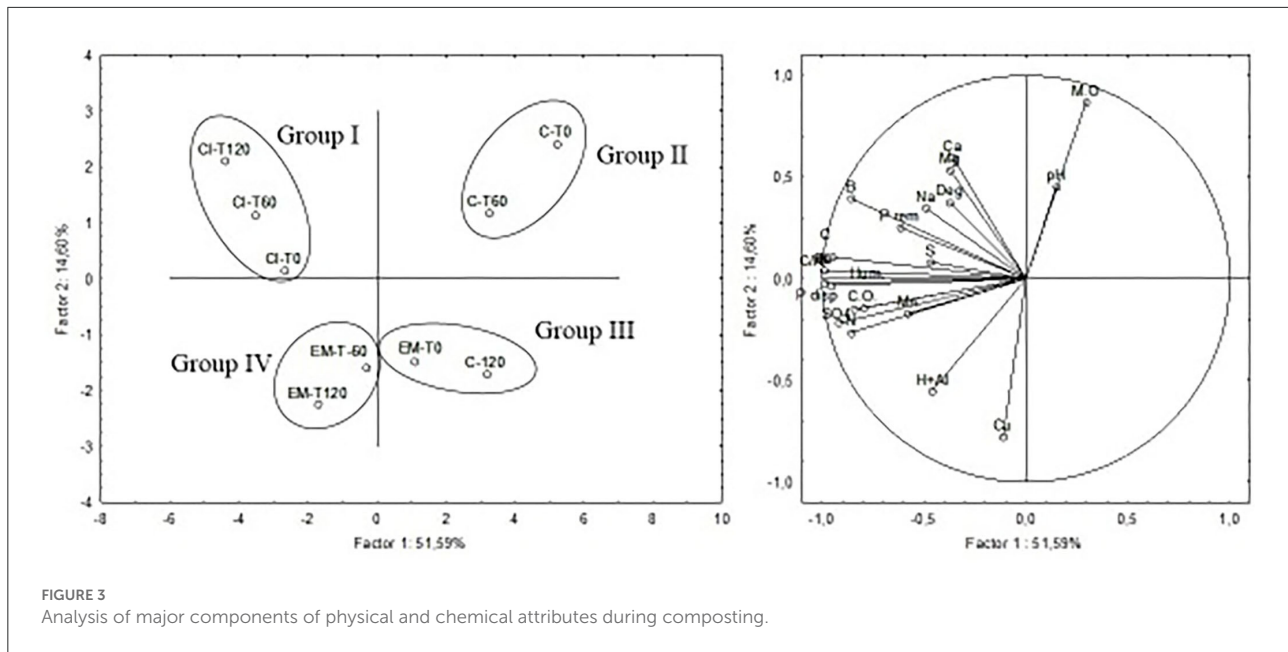 4
3
2
1
0
-1
-2
-3
-4
Factor 2: 14,60%
-8
-6
-4
-2
0
2
4
6
8
10
Factor 1: 51,59%
Group I
CI-T120
CI-T60
CI-T0
Group II
C-T0
C-T60
Group III
EM-T0
C-120
Group IV
EM-T-60
EM-T120
1,0
0,5
0,0
-0,5
-1,0
Factor 2 : 14,60%
-1,0
-0,5
0,0
0,5
1,0
Factor 1 : 51,59%
M.O
pH
Ca
Mg
Deg
Na
B
P rem
S
Hum.
C.O.
Mn
N
H+Al
Cu
FIGURE 3
Analysis of major components of physical and chemical attributes during composting.